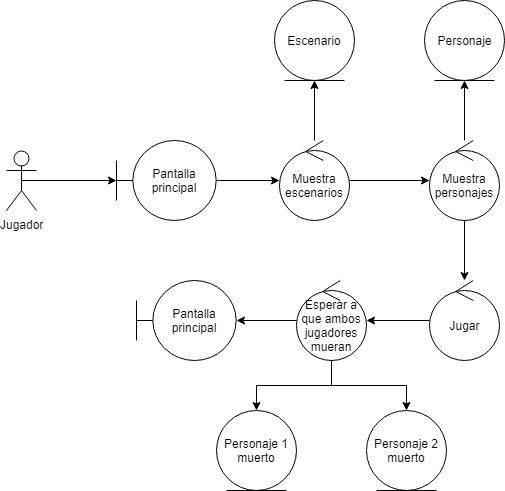 Escenario
Personaje
Jugador
Pantalla
principal
Muestra
escenarios
Muestra
personajes
Pantalla
principal
Esperar a
que ambos
jugadores
mueran
Jugar
Personaje 1
muerto
Personaje 2
muerto